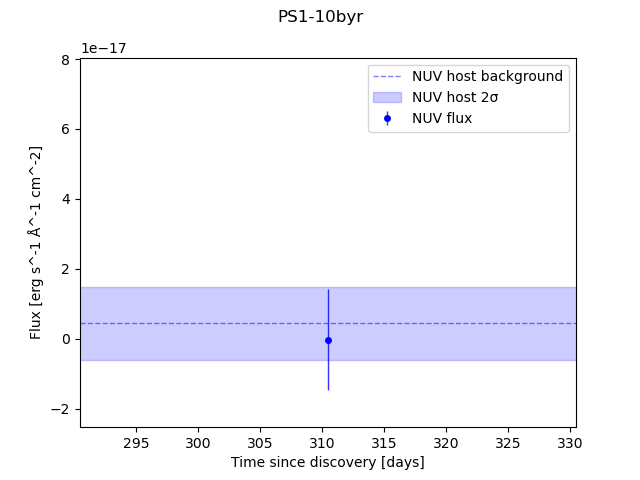 PS1-10byr
1e−17
NUV host background
NUV host 2σ
NUV flux
Flux [erg s^-1 Å^-1 cm^-2]
8
6
4
2
0
−2
295 300 305 310 315 320 325 330
Time since discovery [days]